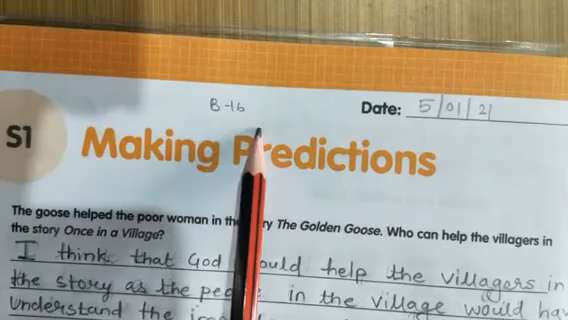 B-16
Date: 5/01/21
S1
Making Predictions
The goose helped the poor woman in the ry The Golden Goose. Who can help the villagers in
the story Once in a Village?
I think that God ould help the villagers in
the story as the peo in the village would hav
Understand the